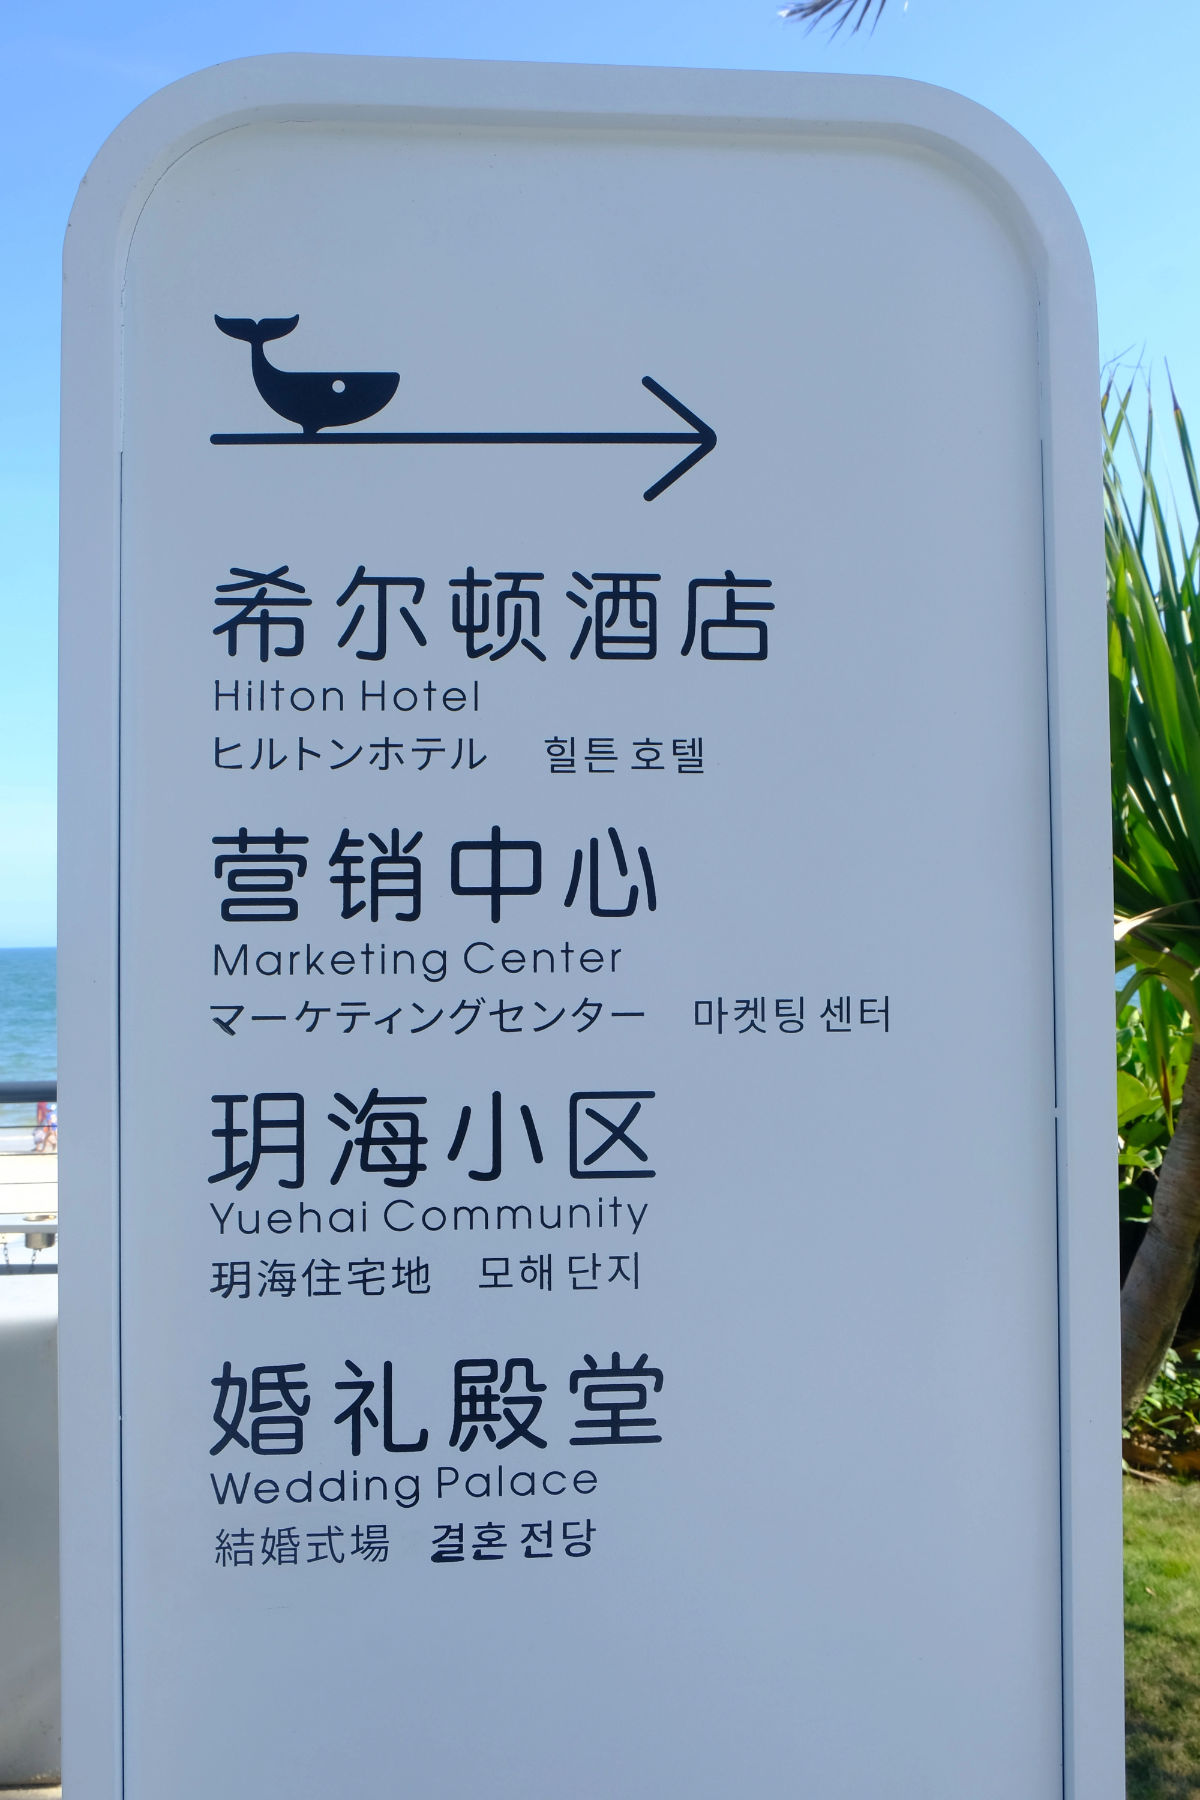 希尔顿酒店
Hilton Hotel
ヒルトンホテル 힐튼 호텔
营销中心
Marketing Center
マーケティングセンター 마켓팅 센터
玥海小区
Yuehai Community
玥海住宅地 모해 단지
婚礼殿堂
Wedding Palace
結婚式場 결혼 전당